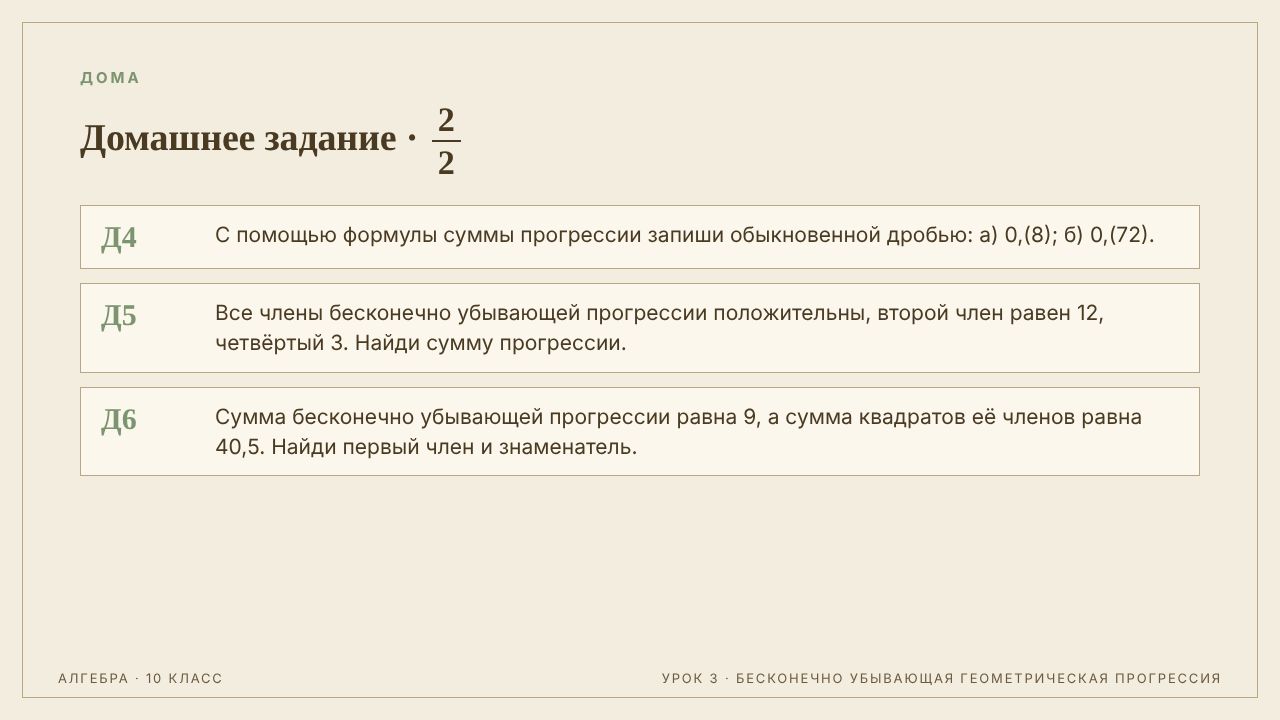 ДОМА
Домашнее задание · 2/2
Д4
С помощью формулы суммы прогрессии запиши обыкновенной дробью: а) 0,(8); б) 0,(72).
Д5
Все члены бесконечно убывающей прогрессии положительны, второй член равен 12,
четвёртый 3. Найди сумму прогрессии.
Д6
Сумма бесконечно убывающей прогрессии равна 9, а сумма квадратов её членов равна
40,5. Найди первый член и знаменатель.
АЛГЕБРА · 10 КЛАСС
УРОК 3 · БЕСКОНЕЧНО УБЫВАЮЩАЯ ГЕОМЕТРИЧЕСКАЯ ПРОГРЕССИЯ